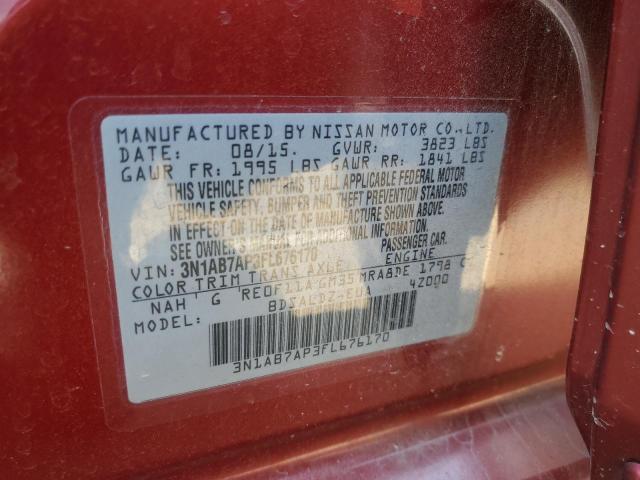 MANUFACTURED BY NISSAN MOTOR CO., LTD.
DATE: 08/15. GVWR: 3823 LBS
GAWR FR: 1995 LBS GAWR RR: 1841 LBS
THIS VEHICLE CONFORMS TO ALL APPLICABLE FEDERAL MOTOR
VEHICLE SAFETY, BUMPER AND THEFT PREVENTION STANDARDS
IN EFFECT ON THE DATE OF MANUFACTURE SHOWN ABOVE.
SEE OWNER'S MANUAL FOR ADDITIONAL INFORMATION.
VIN: 3N1AB7AP3FL676170 PASSENGER CAR.
COLOR TRIM TRANS AXLE ENGINE
NAH G RE0F11A GM35 MRA8DE 1798 C
MODEL: BDSALDZ-EUA 4Z000
3N1AB7AP3FL676170